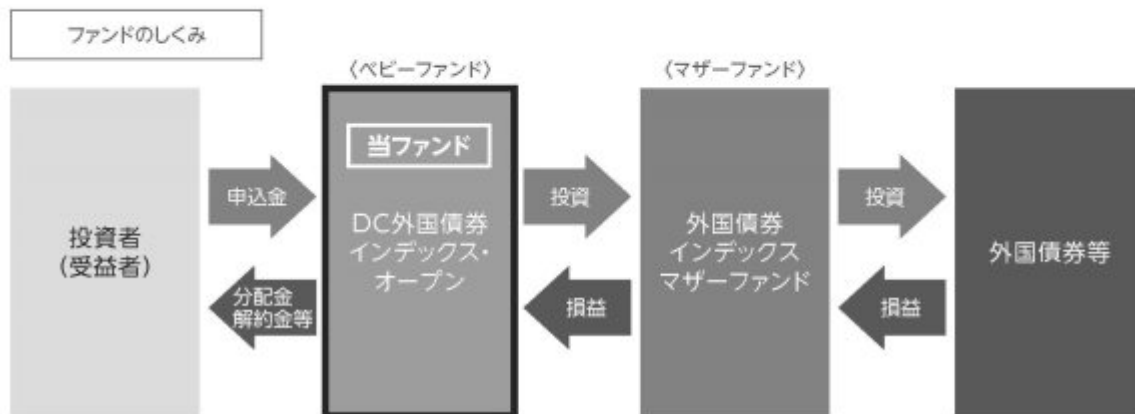 ファンドのしくみ
〈ベビーファンド〉
〈マザーファンド〉
投資者
(受益者)
申込金
分配金
解約金等
当ファンド
DC外国債券
インデックス・
オープン
投資
損益
外国債券
インデックス
マザーファンド
投資
損益
外国債券等